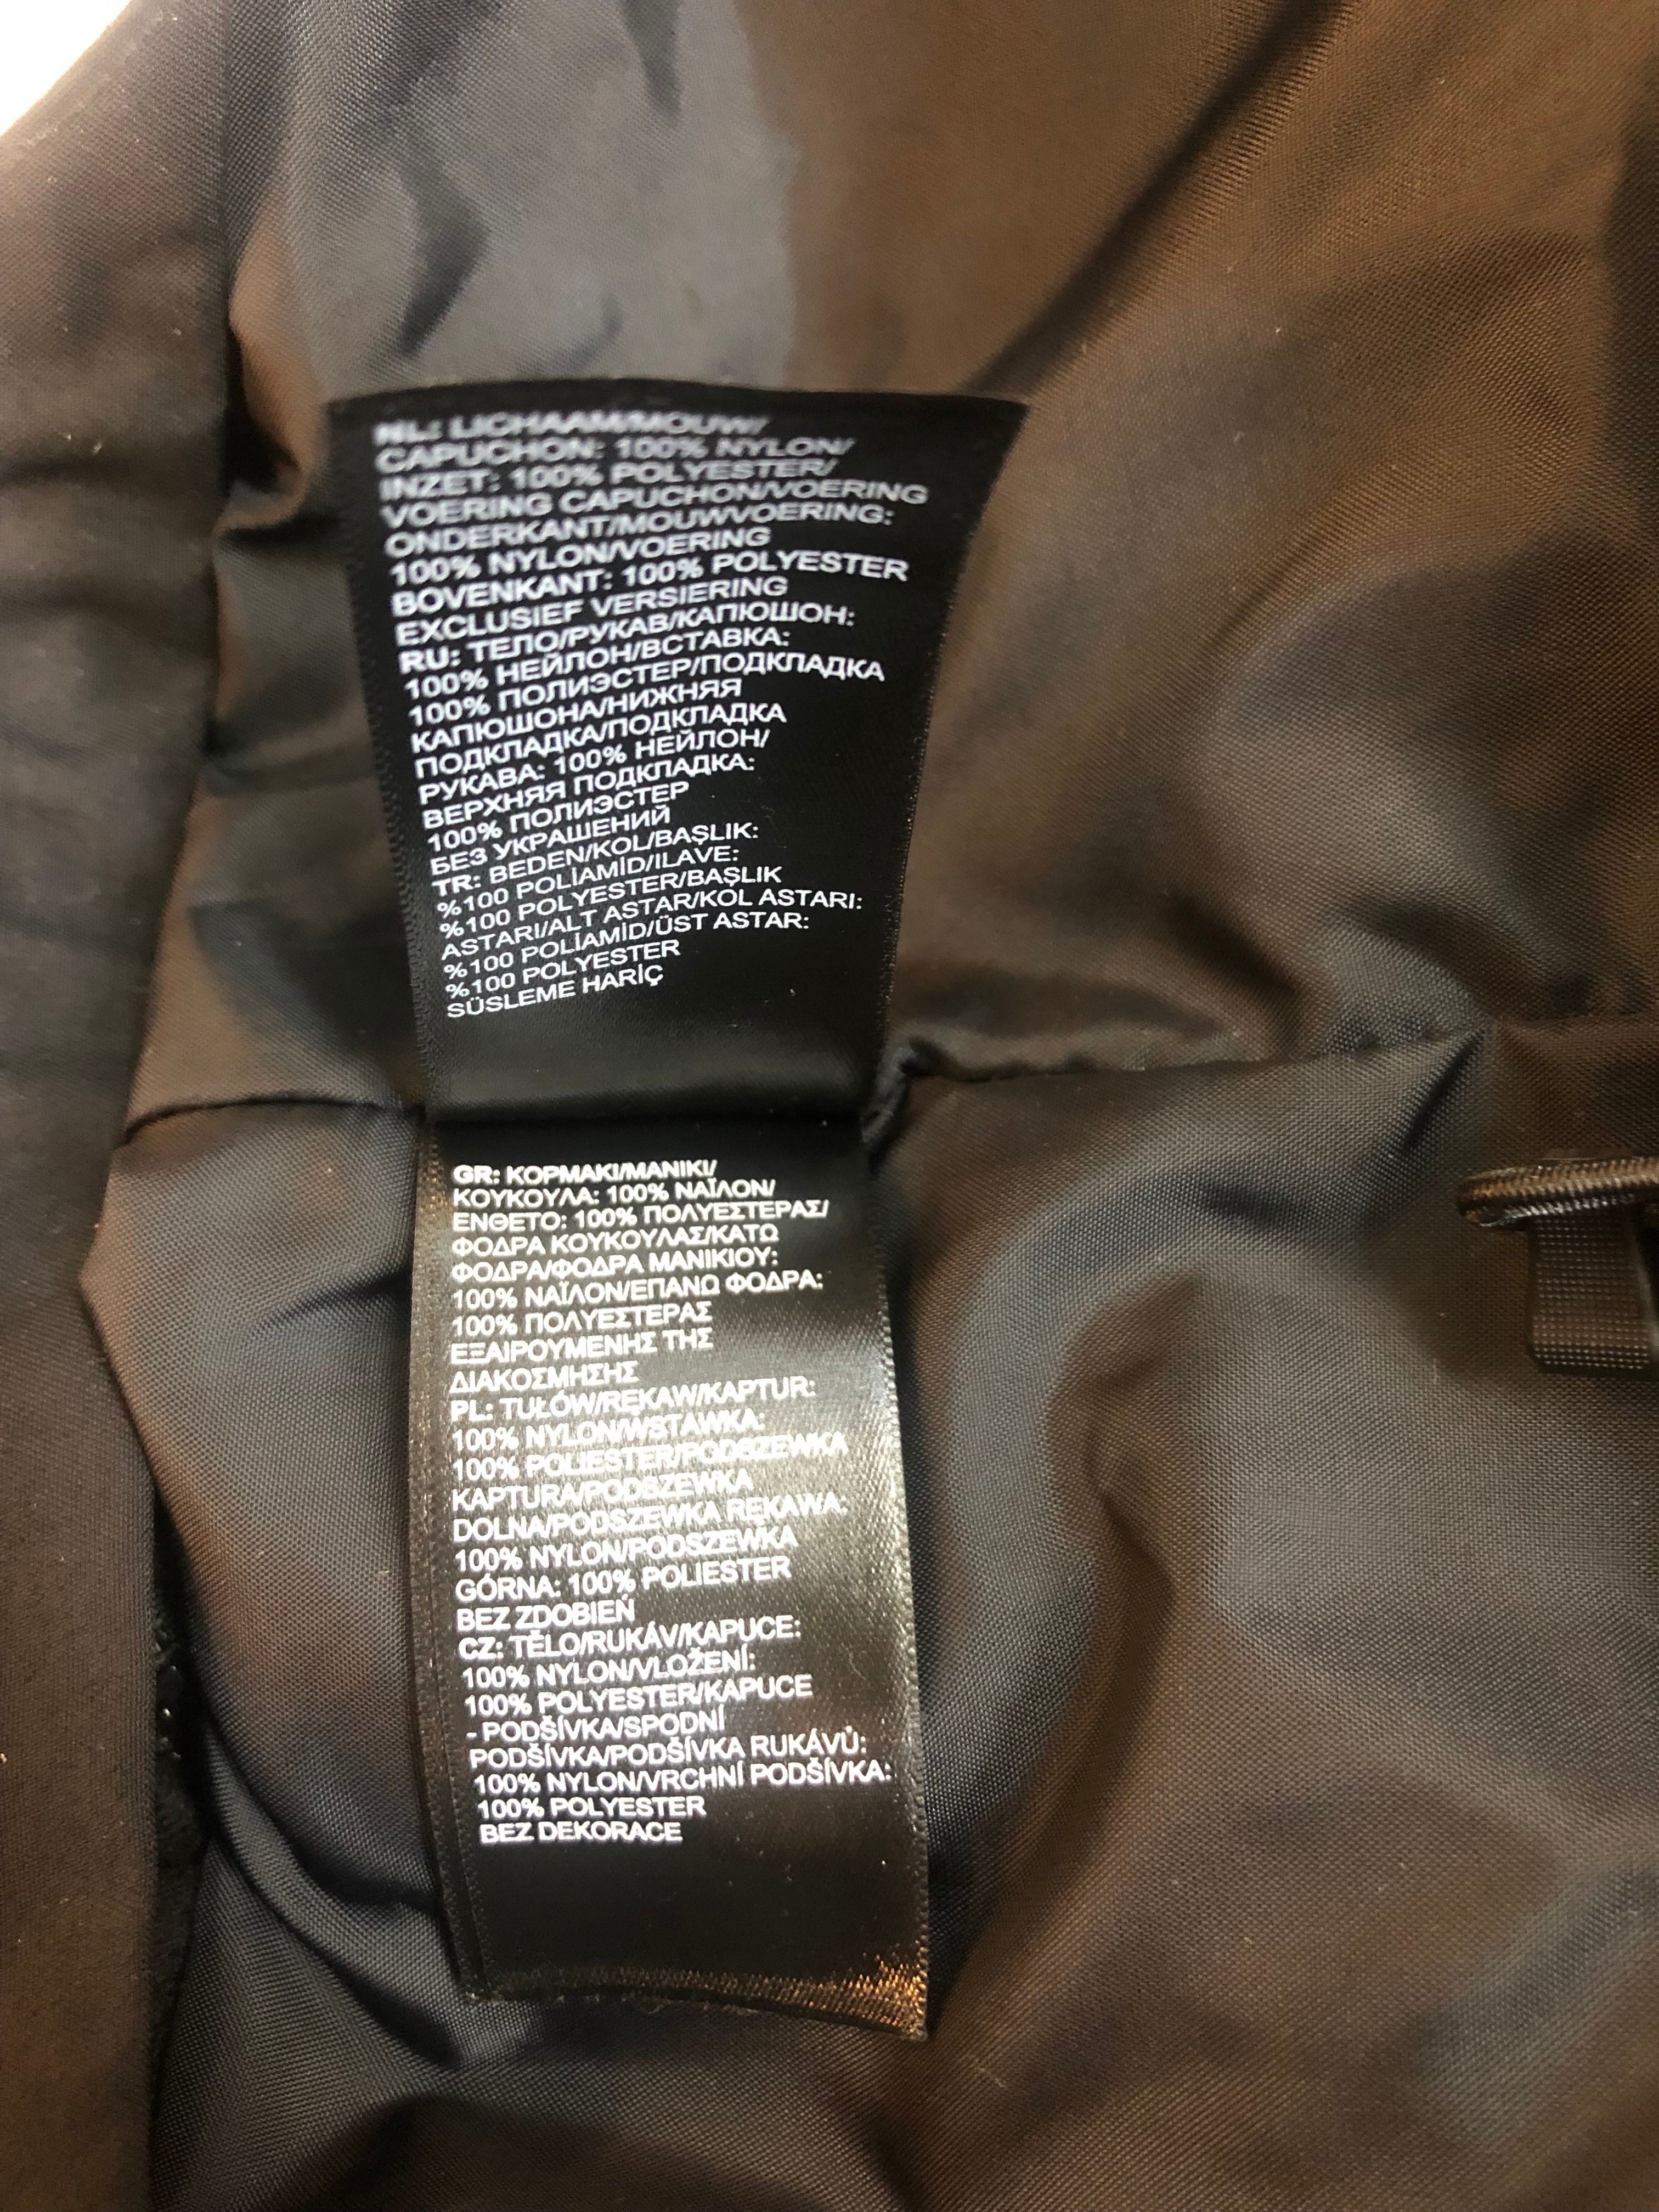 NL: LICHAAM/MOUW/
CAPUCHON: 100% NYLON/
INZET: 100% POLYESTER/
VOERING CAPUCHON/VOERING
ONDERKANT/MOUWVOERING:
100% NYLON/VOERING
BOVENKANT: 100% POLYESTER
EXCLUSIEF VERSIERING
RU: ТЕЛО/РУКАВ/КАПЮШОН:
100% НЕЙЛОН/ВСТАВКА:
100% ПОЛИЭСТЕР/ПОДКЛАДКА
КАПЮШОНА/НИЖНЯЯ
ПОДКЛАДКА/ПОДКЛАДКА
РУКАВА: 100% НЕЙЛОН/
ВЕРХНЯЯ ПОДКЛАДКА:
100% ПОЛИЭСТЕР
БЕЗ УКРАШЕНИЙ
TR: BEDEN/KOL/BAŞLIK:
%100 POLİAMİD/ILAVE:
%100 POLYESTER/BAŞLIK
ASTARI/ALT ASTAR/KOL ASTARI:
%100 POLİAMİD/ÜST ASTAR:
%100 POLYESTER
SÜSLEME HARİÇ
GR: ΚΟΡΜΑΚΙ/ΜΑΝΙΚΙ/
ΚΟΥΚΟΥΛΑ: 100% ΝΑΪΛΟΝ/
ΕΝΘΕΤΟ: 100% ΠΟΛΥΕΣΤΕΡΑΣ/
ΦΟΔΡΑ ΚΟΥΚΟΥΛΑΣ/ΚΑΤΩ
ΦΟΔΡΑ/ΦΟΔΡΑ ΜΑΝΙΚΙΟΥ:
100% ΝΑΪΛΟΝ/ΕΠΑΝΩ ΦΟΔΡΑ:
100% ΠΟΛΥΕΣΤΕΡΑΣ
ΕΞΑΙΡΟΥΜΕΝΗΣ ΤΗΣ
ΔΙΑΚΟΣΜΗΣΗΣ
PL: TUŁÓW/RĘKAW/KAPTUR:
100% NYLON/WSTAWKA:
100% POLIESTER/PODSZEWKA
KAPTURA/PODSZEWKA
DOLNA/PODSZEWKA RĘKAWA:
100% NYLON/PODSZEWKA
GÓRNA: 100% POLIESTER
BEZ ZDOBIEŃ
CZ: TĚLO/RUKÁV/KAPUCE:
100% NYLON/VLOŽENÍ:
100% POLYESTER/KAPUCE
- PODŠÍVKA/SPODNÍ
PODŠÍVKA/PODŠÍVKA RUKÁVŮ:
100% NYLON/VRCHNÍ PODŠÍVKA:
100% POLYESTER
BEZ DEKORACE